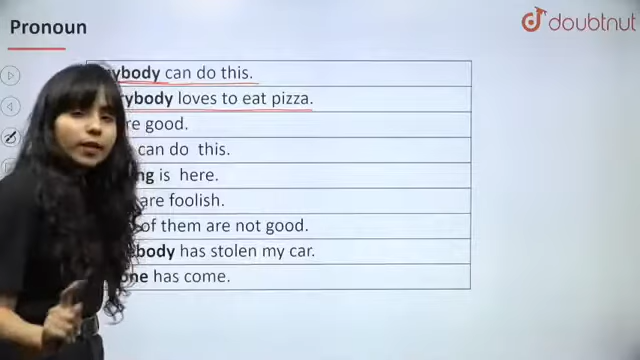 Pronoun
doubtnut
can do this.
loves to eat pizza.
good.
can do this.
is here.
are foolish.
of them are not good.
has stolen my car.
has come.